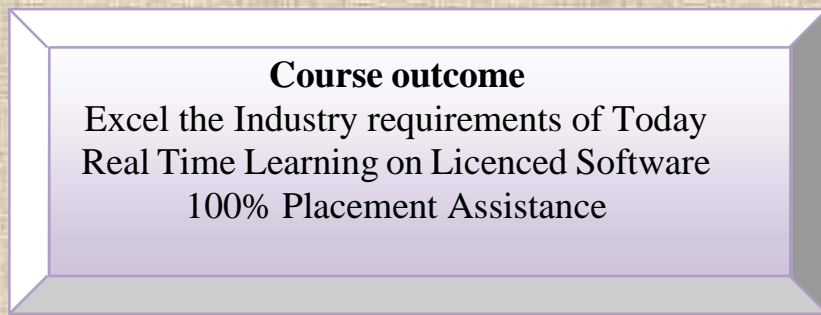 Course outcome
Excel the Industry requirements of Today
Real Time Learning on Licenced Software
100% Placement Assistance